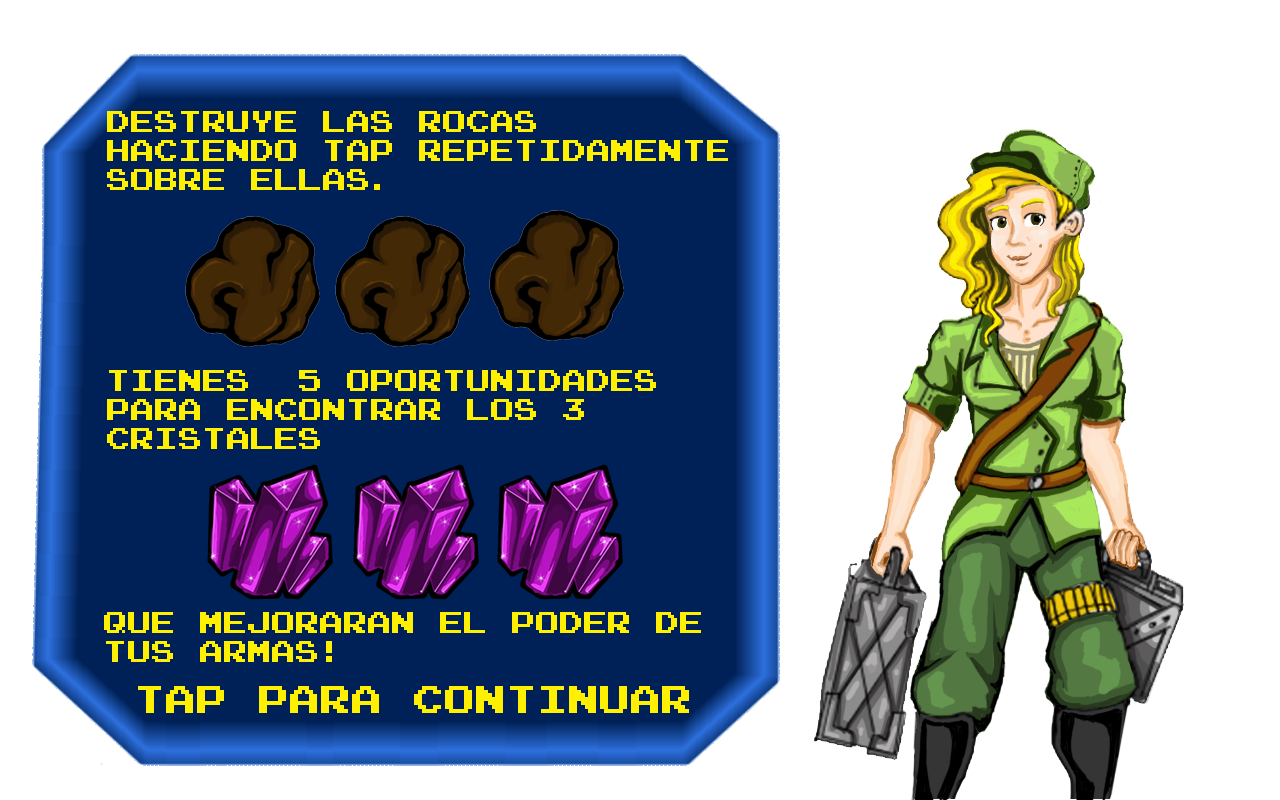 DESTRUYE LAS ROCAS
HACIENDO TAP REPETIDAMENTE
SOBRE ELLAS.
TIENES 5 OPORTUNIDADES
PARA ENCONTRAR LOS 3
CRISTALES
QUE MEJORARAN EL PODER DE
TUS ARMAS!
TAP PARA CONTINUAR